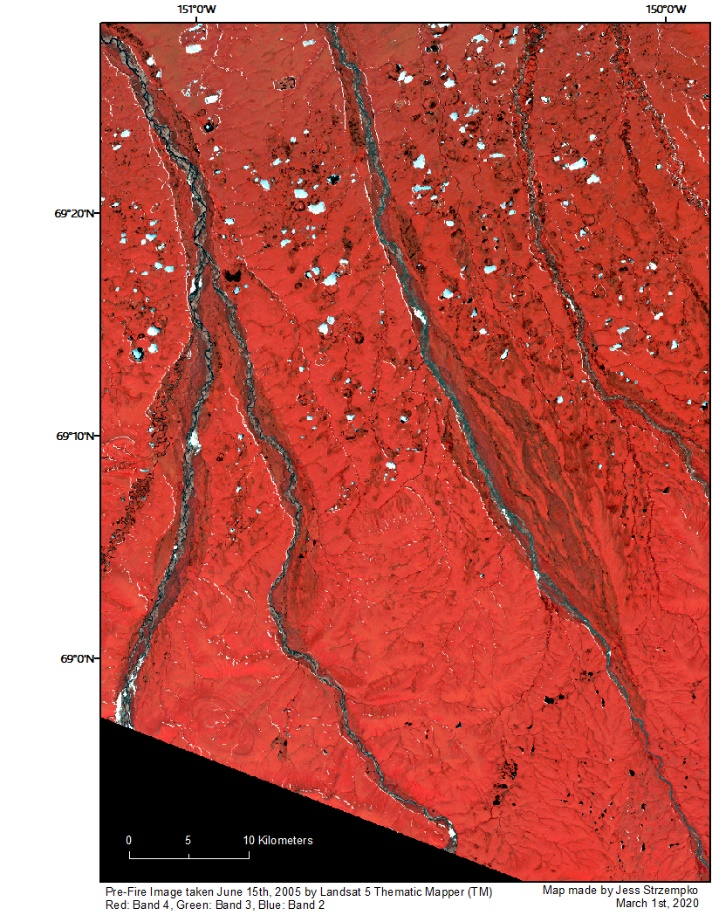 151°0'W 150°0'W
69°20'N
69°10'N
69°0'N
0 5 10 Kilometers
Pre-Fire Image taken June 15th, 2005 by Landsat 5 Thematic Mapper (TM)
Red: Band 4, Green: Band 3, Blue: Band 2
Map made by Jess Strzempko
March 1st, 2020